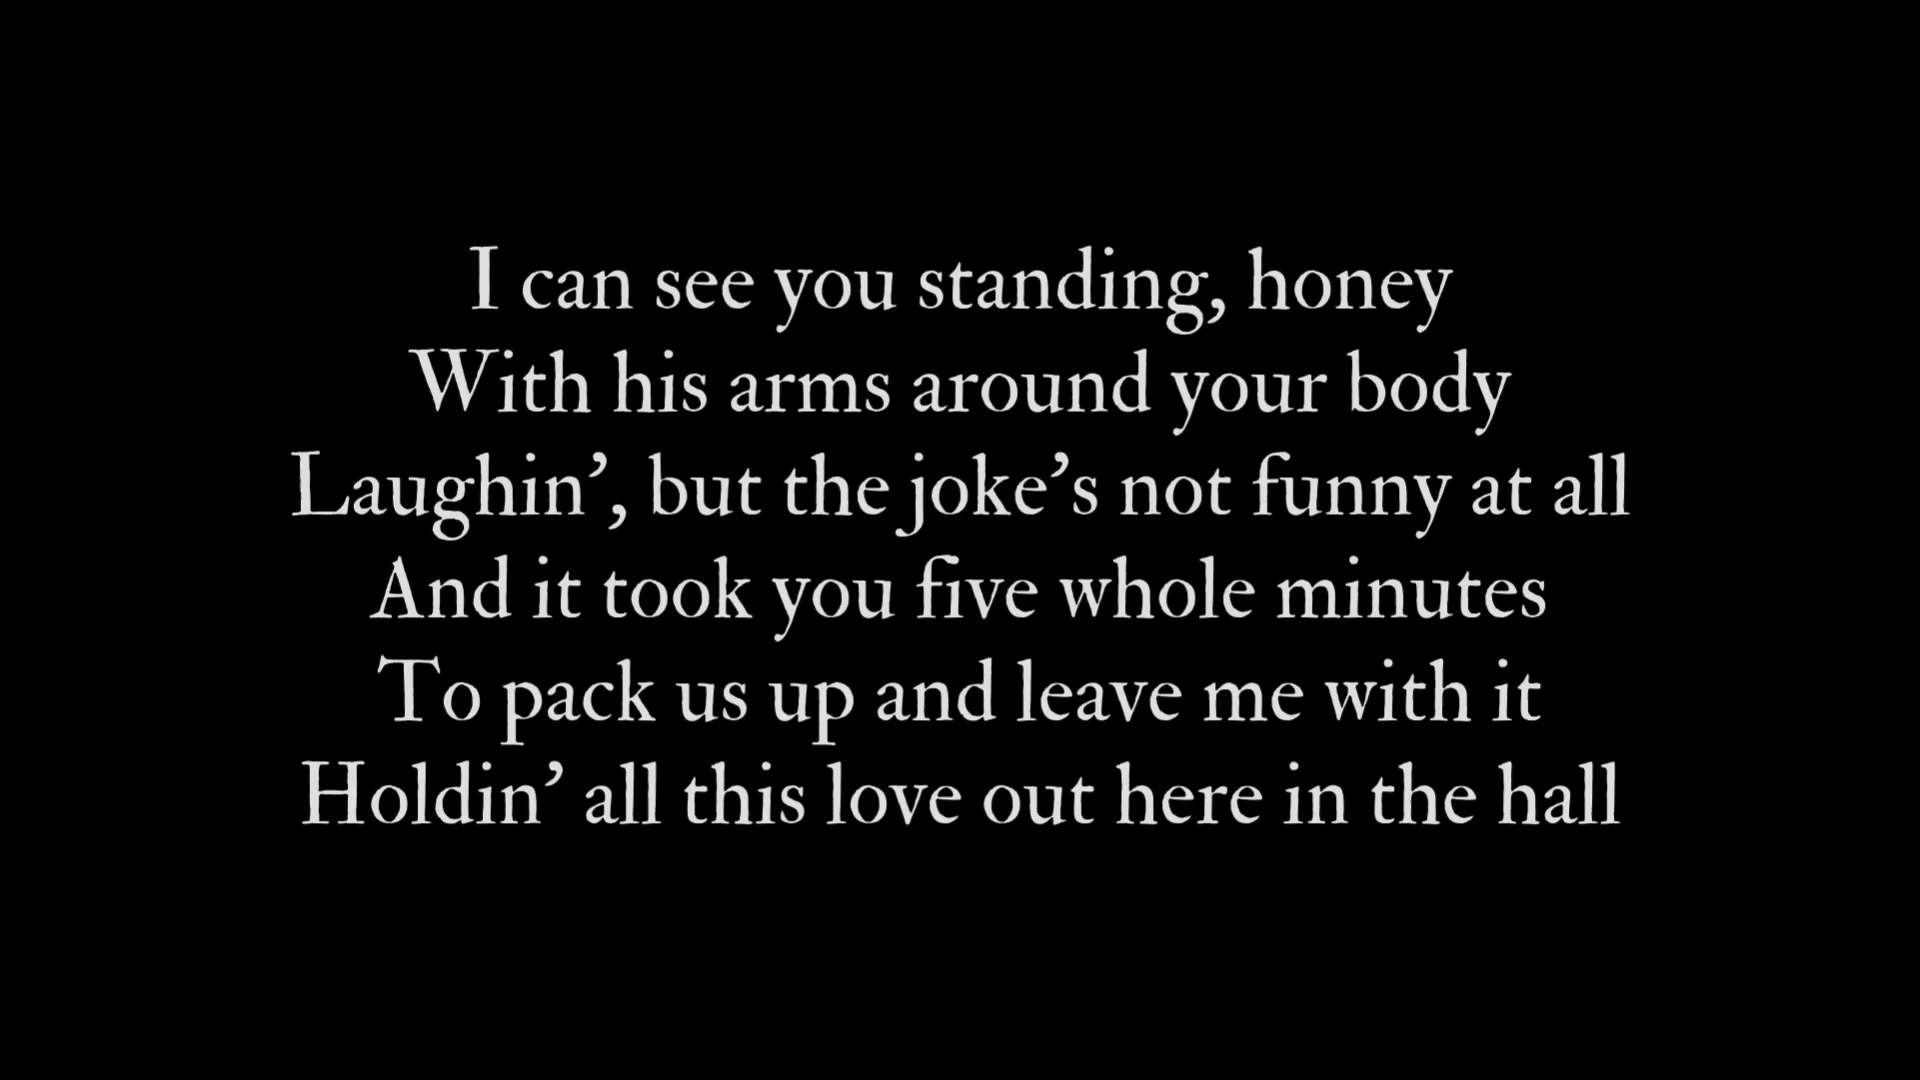 I can see you standing, honey
With his arms around your body
Laughin’, but the joke’s not funny at all
And it took you five whole minutes
To pack us up and leave me with it
Holdin’ all this love out here in the hall